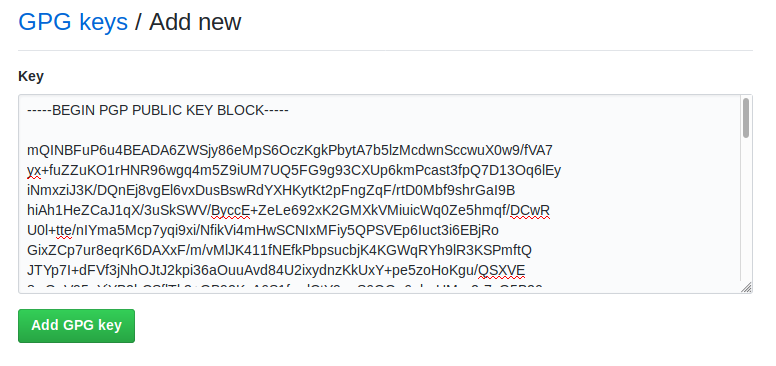 GPG keys / Add new
Key
-----BEGIN PGP PUBLIC KEY BLOCK-----
mQINBFuP6u4BEADA6ZWSjy86eMpS6OczKgkPbytA7b5lzMcdwnSccwuX0w9/fVA7
yx+fuZZuKO1rHNR96wgq4m5Z9iUM7UQ5FG9g93CXUp6kmPcast3fpQ7D13Oq6lEy
iNmxziJ3K/DQnEj8vgEl6vxDusBswRdYXHKytKt2pFngZqF/rtD0Mbf9shrGaI9B
hiAh1HeZCaJ1qX/3uSkSWV/ByccE+ZeLe692xK2GMXkVMiuicWq0Ze5hmqf/DCwR
U0l+tte/nIYma5Mcp7yqi9xi/NfikVi4mHwSCNIxMFiy5QPSVEp6Iuct3i6EBjRo
GixZCp7ur8eqrK6DAXxF/m/vMlJK411fNEfkPbpsucbjK4KGWqRYh9lR3KSPmftQ
JTYp7I+dFVf3jNhOJtJ2kpi36aOuuAvd84U2ixydnzKkUxY+pe5zoHoKgu/QSXVE
Add GPG key